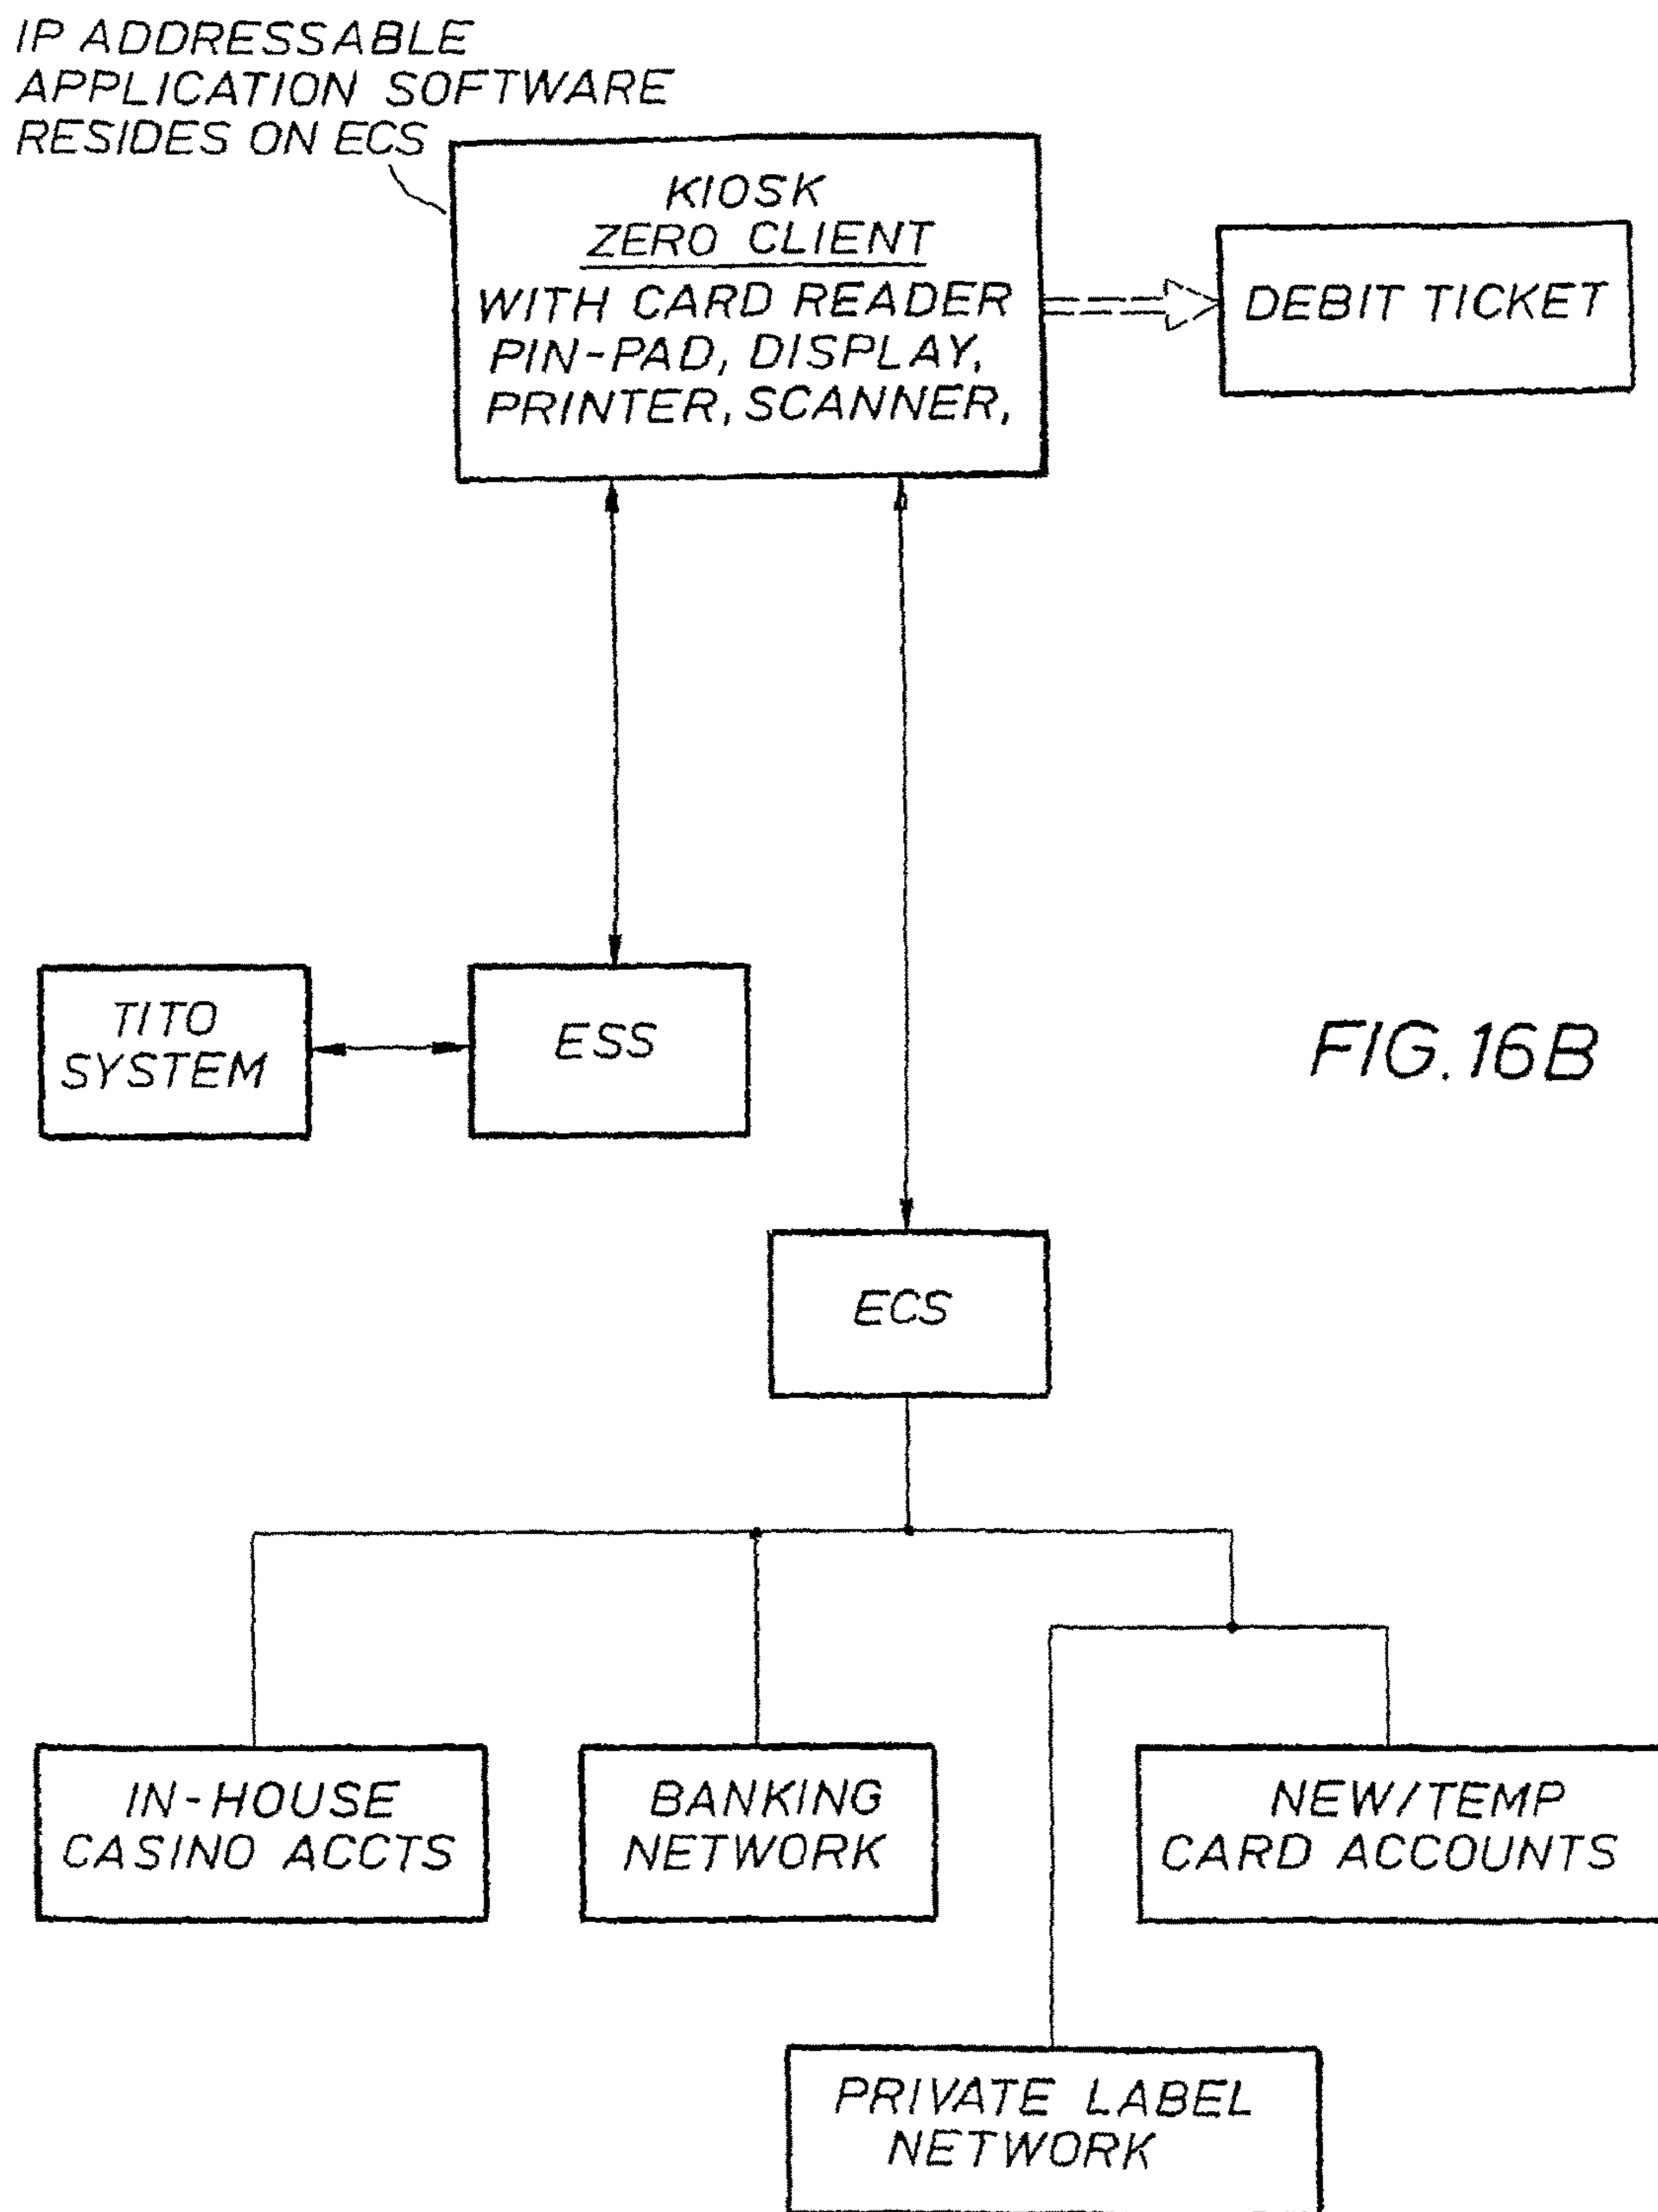 IP ADDRESSABLE
APPLICATION SOFTWARE
RESIDES ON ECS
KIOSK
ZERO CLIENT
WITH CARD READER
PIN-PAD, DISPLAY,
PRINTER, SCANNER,
DEBIT TICKET
TITO
SYSTEM
ESS
FIG. 16B
ECS
IN-HOUSE
CASINO ACCTS
BANKING
NETWORK
NEW/TEMP
CARD ACCOUNTS
PRIVATE LABEL
NETWORK